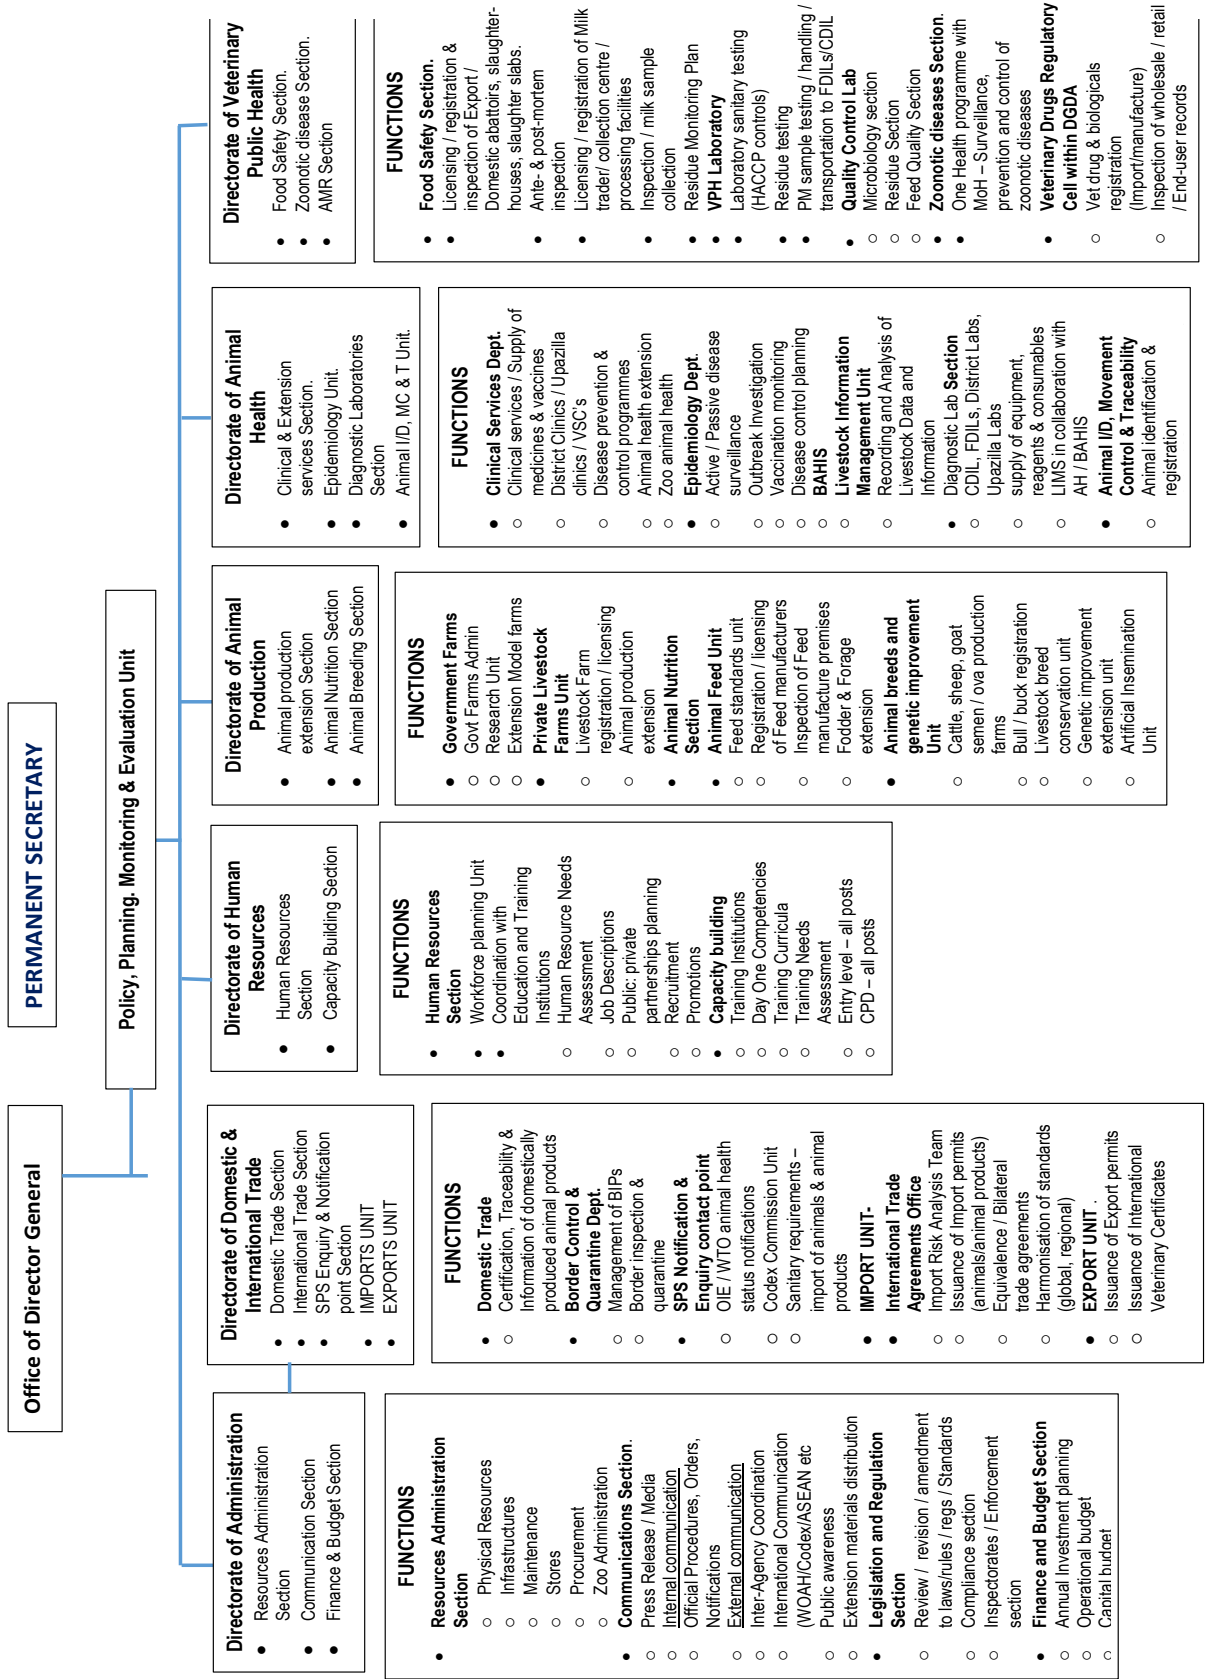 PERMANENT SECRETARY
Office of Director General
Policy, Planning. Monitoring & Evaluation Unit
Directorate of Administration
● Resources Administration
Section
● Communication Section
● Finance & Budget Section
FUNCTIONS
● Resources Administration
Section
○ Physical Resources
○ Infrastructures
○ Maintenance
○ Stores
○ Procurement
○ Zoo Administration
● Communications Section.
○ Press Release / Media
○ Internal communication
○ Official Procedures, Orders,
Notifications
○ External communication
○ Inter-Agency Coordination
○ International Communication
(WOAH/Codex/ASEAN etc
○ Public awareness
○ Extension materials distribution
● Legislation and Regulation
Section
○ Review / revision / amendment
to laws/rules / regs / Standards
○ Compliance section
○ Inspectorates / Enforcement
section
● Finance and Budget Section
○ Annual Investment planning
○ Operational budget
○ Capital budget
Directorate of Domestic &
International Trade
● Domestic Trade Section
● International Trade Section
● SPS Enquiry & Notification
point Section
● IMPORTS UNIT
● EXPORTS UNIT
FUNCTIONS
● Domestic Trade
○ Certification, Traceability &
Information of domestically
produced animal products
● Border Control &
Quarantine Dept.
○ Management of BIPs
○ Border inspection &
quarantine
● SPS Notification &
Enquiry contact point
○ OIE / WTO animal health
status notifications
○ Codex Commission Unit
○ Sanitary requirements –
import of animals & animal
products
● IMPORT UNIT-
● International Trade
Agreements Office
○ Import Risk Analysis Team
○ Issuance of Import permits
(animals/animal products)
○ Equivalence / Bilateral
trade agreements
○ Harmonisation of standards
(global, regional)
● EXPORT UNIT .
○ Issuance of Export permits
○ Issuance of International
Veterinary Certificates
Directorate of Human
Resources
● Human Resources
Section
● Capacity Building Section
FUNCTIONS
● Human Resources
Section
● Workforce planning Unit
● Coordination with
Education and Training
Institutions
○ Human Resource Needs
Assessment
○ Job Descriptions
○ Public: private
partnerships planning
○ Recruitment
○ Promotions
● Capacity building
○ Training Institutions
○ Day One Competencies
○ Training Curricula
○ Training Needs
Assessment
○ Entry level – all posts
○ CPD – all posts
Directorate of Animal
Production
● Animal production
extension Section
● Animal Nutrition Section
● Animal Breeding Section
FUNCTIONS
● Government Farms
○ Govt Farms Admin
○ Research Unit
○ Extension Model farms
● Private Livestock
Farms Unit
○ Livestock Farm
registration / licensing
○ Animal production
extension
● Animal Nutrition
Section
● Animal Feed Unit
○ Feed standards unit
○ Registration / licensing
of Feed manufacturers
○ Inspection of Feed
manufacture premises
○ Fodder & Forage
extension
● Animal breeds and
genetic improvement
Unit
○ Cattle, sheep, goat
semen / ova production
farms
○ Bull / buck registration
○ Livestock breed
conservation unit
○ Genetic improvement
extension unit
○ Artificial Insemination
Unit
Directorate of Animal
Health
● Clinical & Extension
services Section.
● Epidemiology Unit.
● Diagnostic Laboratories
Section
● Animal I/D, MC & T Unit.
FUNCTIONS
● Clinical Services Dept.
○ Clinical services / Supply of
medicines & vaccines
○ District Clinics / Upazilla
clinics / VSC's
○ Disease prevention &
control programmes
○ Animal health extension
○ Zoo animal health
● Epidemiology Dept.
○ Active / Passive disease
surveillance
○ Outbreak Investigation
○ Vaccination monitoring
○ Disease control planning
○ BAHIS
○ Livestock Information
Management Unit
○ Recording and Analysis of
Livestock Data and
Information
● Diagnostic Lab Section
○ CDIL, FDILs, District Labs,
Upazilla Labs
○ supply of equipment,
reagents & consumables
○ LIMS in collaboration with
AH / BAHIS
● Animal I/D, Movement
Control & Traceability
○ Animal identification &
registration
Directorate of Veterinary
Public Health
● Food Safety Section.
● Zoonotic disease Section.
● AMR Section
FUNCTIONS
● Food Safety Section.
● Licensing / registration &
inspection of Export /
Domestic abattoirs, slaughter-
houses, slaughter slabs.
● Ante- & post-mortem
inspection
● Licensing / registration of Milk
trader/ collection centre /
processing facilities
● Inspection / milk sample
collection
● Residue Monitoring Plan
● VPH Laboratory
● Laboratory sanitary testing
(HACCP controls)
● Residue testing
● PM sample testing / handling /
transportation to FDILs/CDIL
● Quality Control Lab
○ Microbiology section
○ Residue Section
○ Feed Quality Section
● Zoonotic diseases Section.
● One Health programme with
MoH – Surveillance,
prevention and control of
zoonotic diseases
● Veterinary Drugs Regulatory
Cell within DGDA
○ Vet drug & biologicals
registration
(Import/manufacture)
○ Inspection of wholesale / retail
/ End-user records